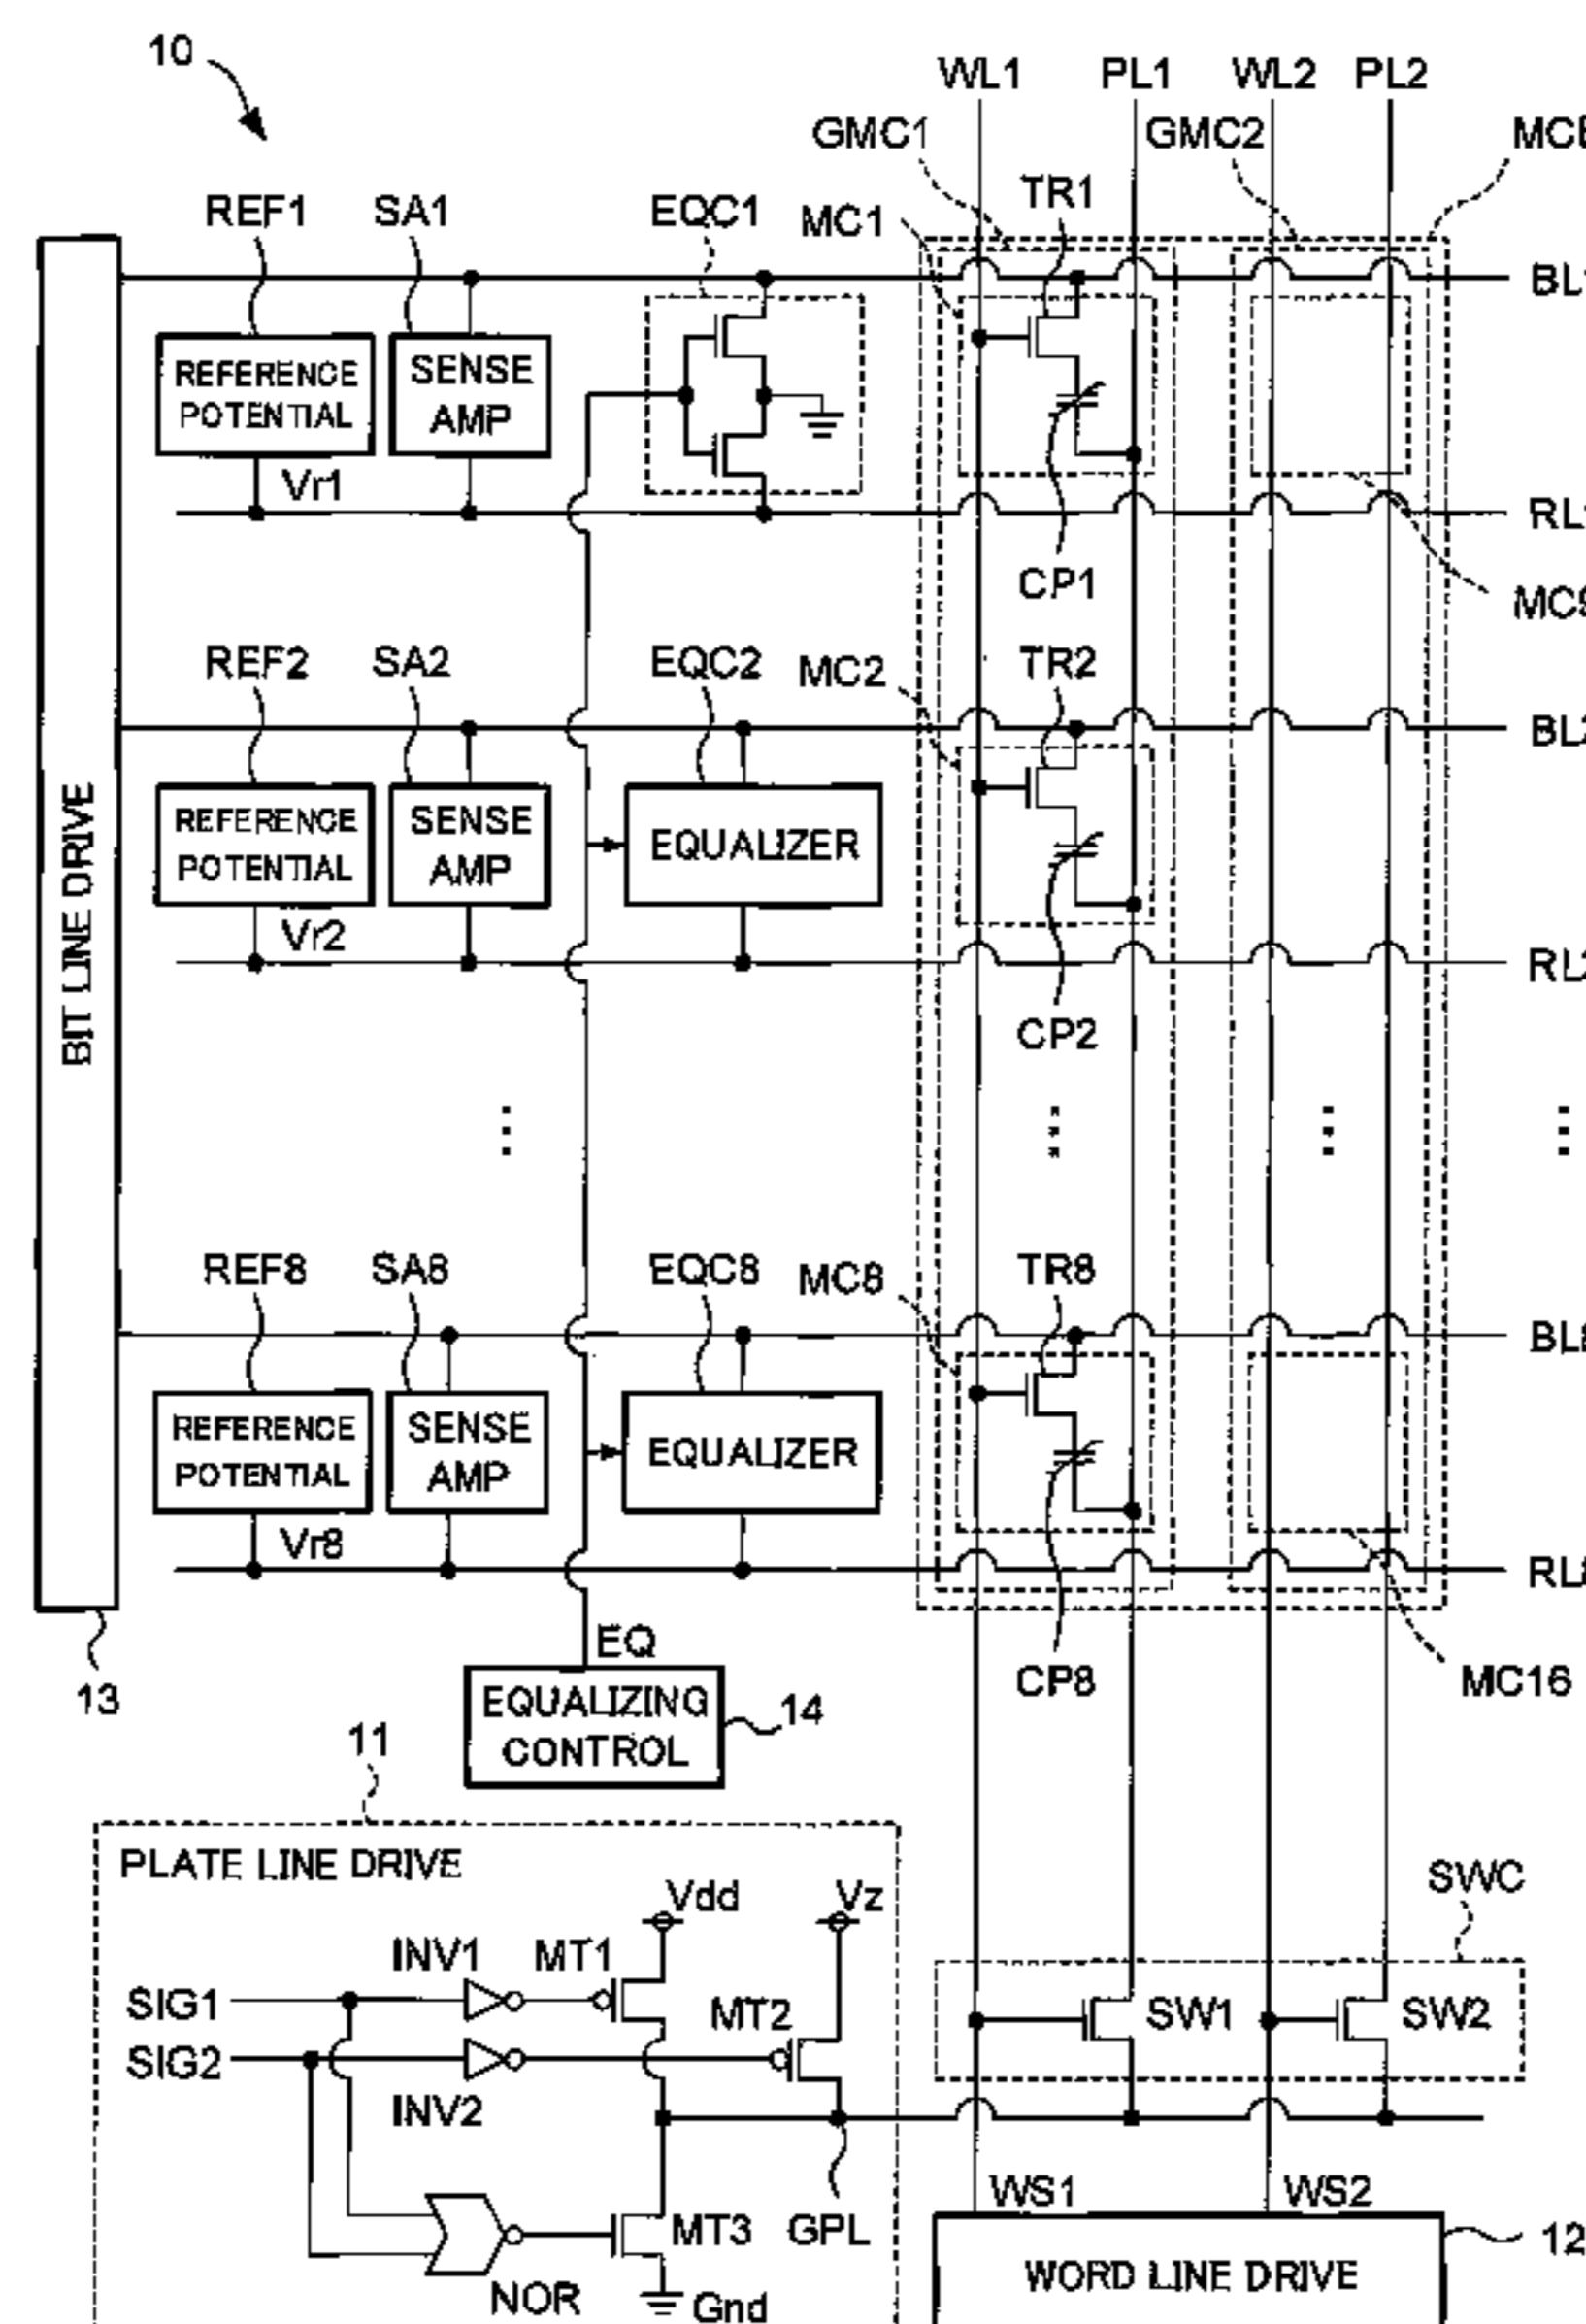 10
WL1 PL1 WL2 PL2
GMC1 GMC2
MC1 TR1
REF1 SA1 EQC1
REFERENCE POTENTIAL
SENSE AMP
Vr1
CP1
REF2 SA2 EQC2 MC2 TR2
REFERENCE POTENTIAL
SENSE AMP
EQUALIZER
Vr2
CP2
BIT LINE DRIVE
REF8 SA8 EQC8 MC8 TR8
REFERENCE POTENTIAL
SENSE AMP
EQUALIZER
Vr8
CP8
MC16
13
EQ
EQUALIZING CONTROL
14
11
PLATE LINE DRIVE
Vdd Vz
SWC
INV1 MT1
SIG1
MT2
SW1 SW2
SIG2
INV2
WS1 WS2
MT3 GPL
12
WORD LINE DRIVE
NOR
Gnd